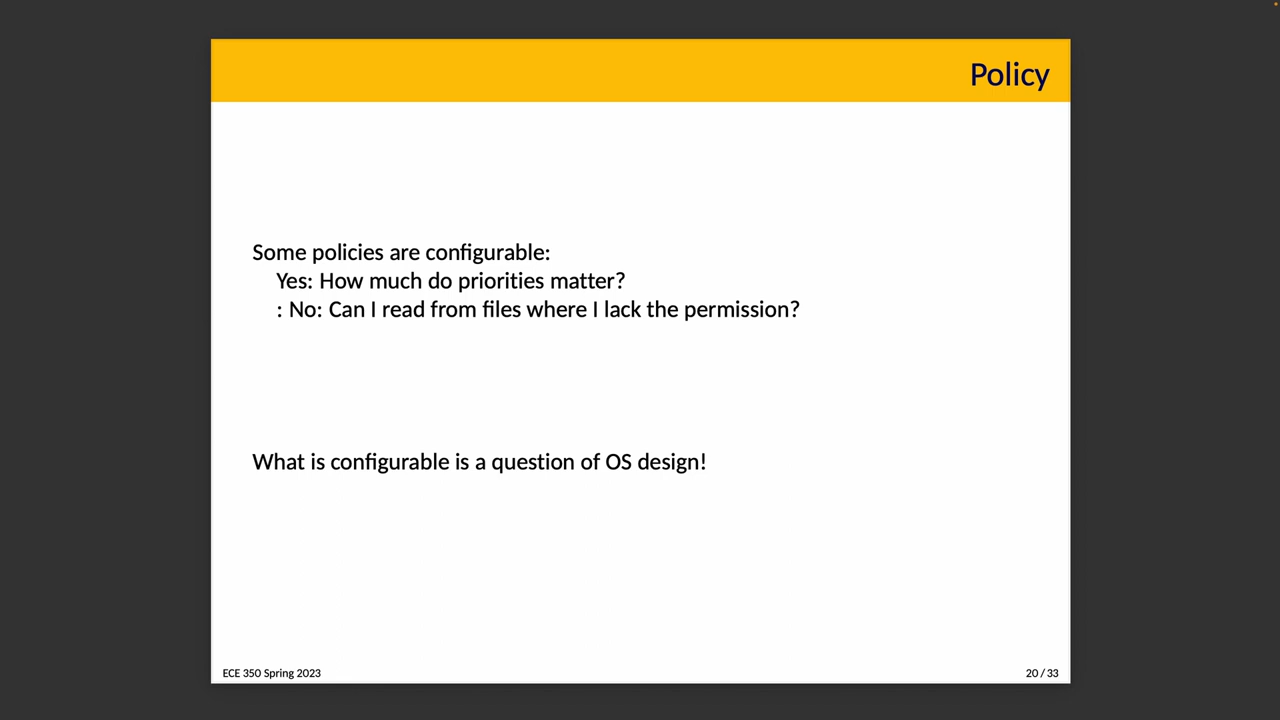 Policy
Some policies are configurable:
Yes: How much do priorities matter?
: No: Can I read from files where I lack the permission?
What is configurable is a question of OS design!
ECE 350 Spring 2023
20 / 33